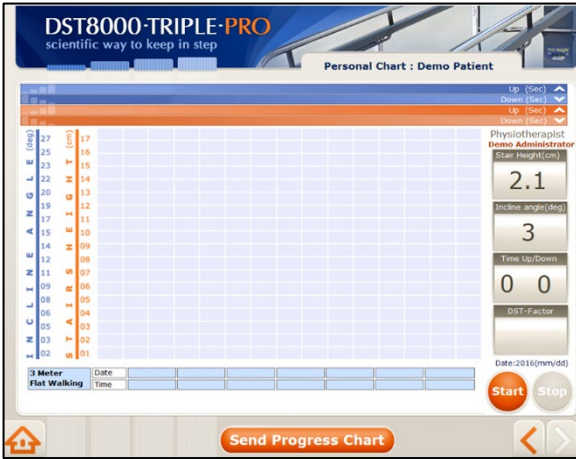 DST8000-TRIPLE-PRO
scientific way to keep in step
Personal Chart : Demo Patient
Up (Sec)
Down (Sec)
Up (Sec)
Down (Sec)
INCLINE ANGLE (deg)
27
25
23
22
20
19
17
15
14
12
11
09
08
06
05
03
02
STAIRS HEIGHT (cm)
17
16
15
14
13
12
11
10
09
08
07
06
05
04
03
02
01
Physiotherapist
Demo Administrator
Stair Height(cm)
2.1
Incline angle(deg)
3
Time Up/Down
0 0
DST-Factor
Date:2016(mm/dd)
3 Meter
Flat Walking
Date
Time
Start
Stop
Send Progress Chart